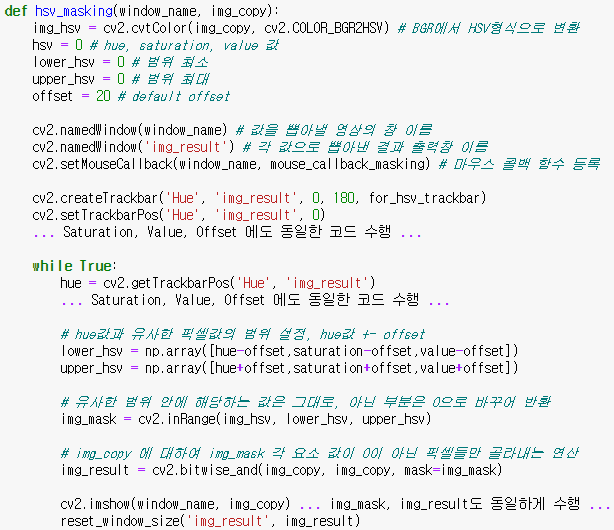 def hsv_masking(window_name, img_copy):
    img_hsv = cv2.cvtColor(img_copy, cv2.COLOR_BGR2HSV) # BGR에서 HSV형식으로 변환
    hsv = 0 # hue, saturation, value 값
    lower_hsv = 0 # 범위 최소
    upper_hsv = 0 # 범위 최대
    offset = 20 # default offset

    cv2.namedWindow(window_name) # 값을 뽑아낼 영상의 창 이름
    cv2.namedWindow('img_result') # 각 값으로 뽑아낸 결과 출력창 이름
    cv2.setMouseCallback(window_name, mouse_callback_masking) # 마우스 콜백 함수 등록

    cv2.createTrackbar('Hue', 'img_result', 0, 180, for_hsv_trackbar)
    cv2.setTrackbarPos('Hue', 'img_result', 0)
    ... Saturation, Value, Offset 에도 동일한 코드 수행 ...

    while True:
        hue = cv2.getTrackbarPos('Hue', 'img_result')
        ... Saturation, Value, Offset 에도 동일한 코드 수행 ...

        # hue값과 유사한 픽셀값의 범위 설정, hue값 +- offset
        lower_hsv = np.array([hue-offset,saturation-offset,value-offset])
        upper_hsv = np.array([hue+offset,saturation+offset,value+offset])

        # 유사한 범위 안에 해당하는 값은 그대로, 아닌 부분은 0으로 바꾸어 반환
        img_mask = cv2.inRange(img_hsv, lower_hsv, upper_hsv)

        # img_copy 에 대하여 img_mask 각 요소 값이 0이 아닌 픽셀들만 골라내는 연산
        img_result = cv2.bitwise_and(img_copy, img_copy, mask=img_mask)

        cv2.imshow(window_name, img_copy) ... img_mask, img_result도 동일하게 수행 ...
        reset_window_size('img_result', img_result)